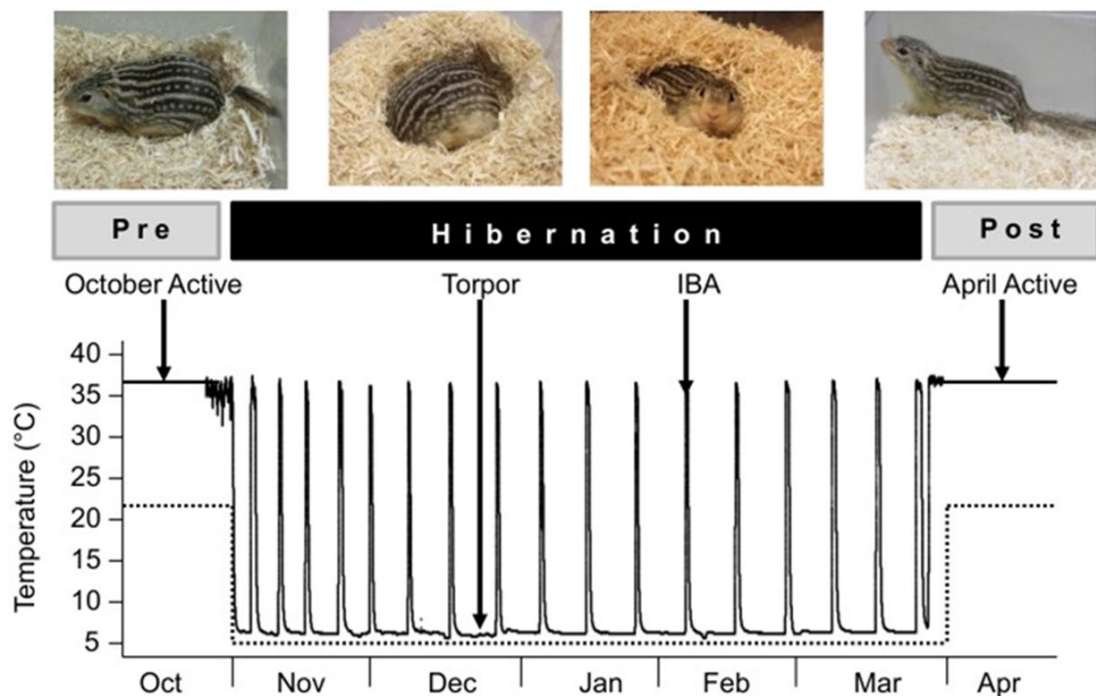 Pre
Hibernation
Post
October Active
Torpor
IBA
April Active
Temperature (°C)
40
35
30
25
20
15
10
5
Oct
Nov
Dec
Jan
Feb
Mar
Apr